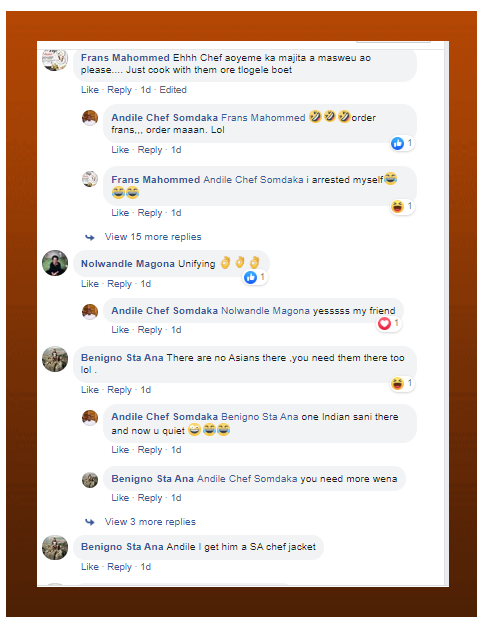 Frans Mahommed Ehhh Chef aoyeme ka majita a masweu ao
please.... Just cook with them ore tlogele boet
Like · Reply · 1d · Edited
Andile Chef Somdaka Frans Mahommed 🤣🤣🤣order
frans,,, order maaan. Lol
1
Like · Reply · 1d
Frans Mahommed Andile Chef Somdaka i arrested myself😂
😂😂
1
Like · Reply · 1d
View 15 more replies
Nolwandle Magona Unifying 👌👌👌
1
Like · Reply · 1d
Andile Chef Somdaka Nolwandle Magona yesssss my friend
1
Like · Reply · 1d
Benigno Sta Ana There are no Asians there ,you need them there too
lol .
1
Like · Reply · 1d
Andile Chef Somdaka Benigno Sta Ana one Indian sani there
and now u quiet 😂😂😂
Like · Reply · 1d
Benigno Sta Ana Andile Chef Somdaka you need more wena
Like · Reply · 1d
View 3 more replies
Benigno Sta Ana Andile I get him a SA chef jacket
Like · Reply · 1d